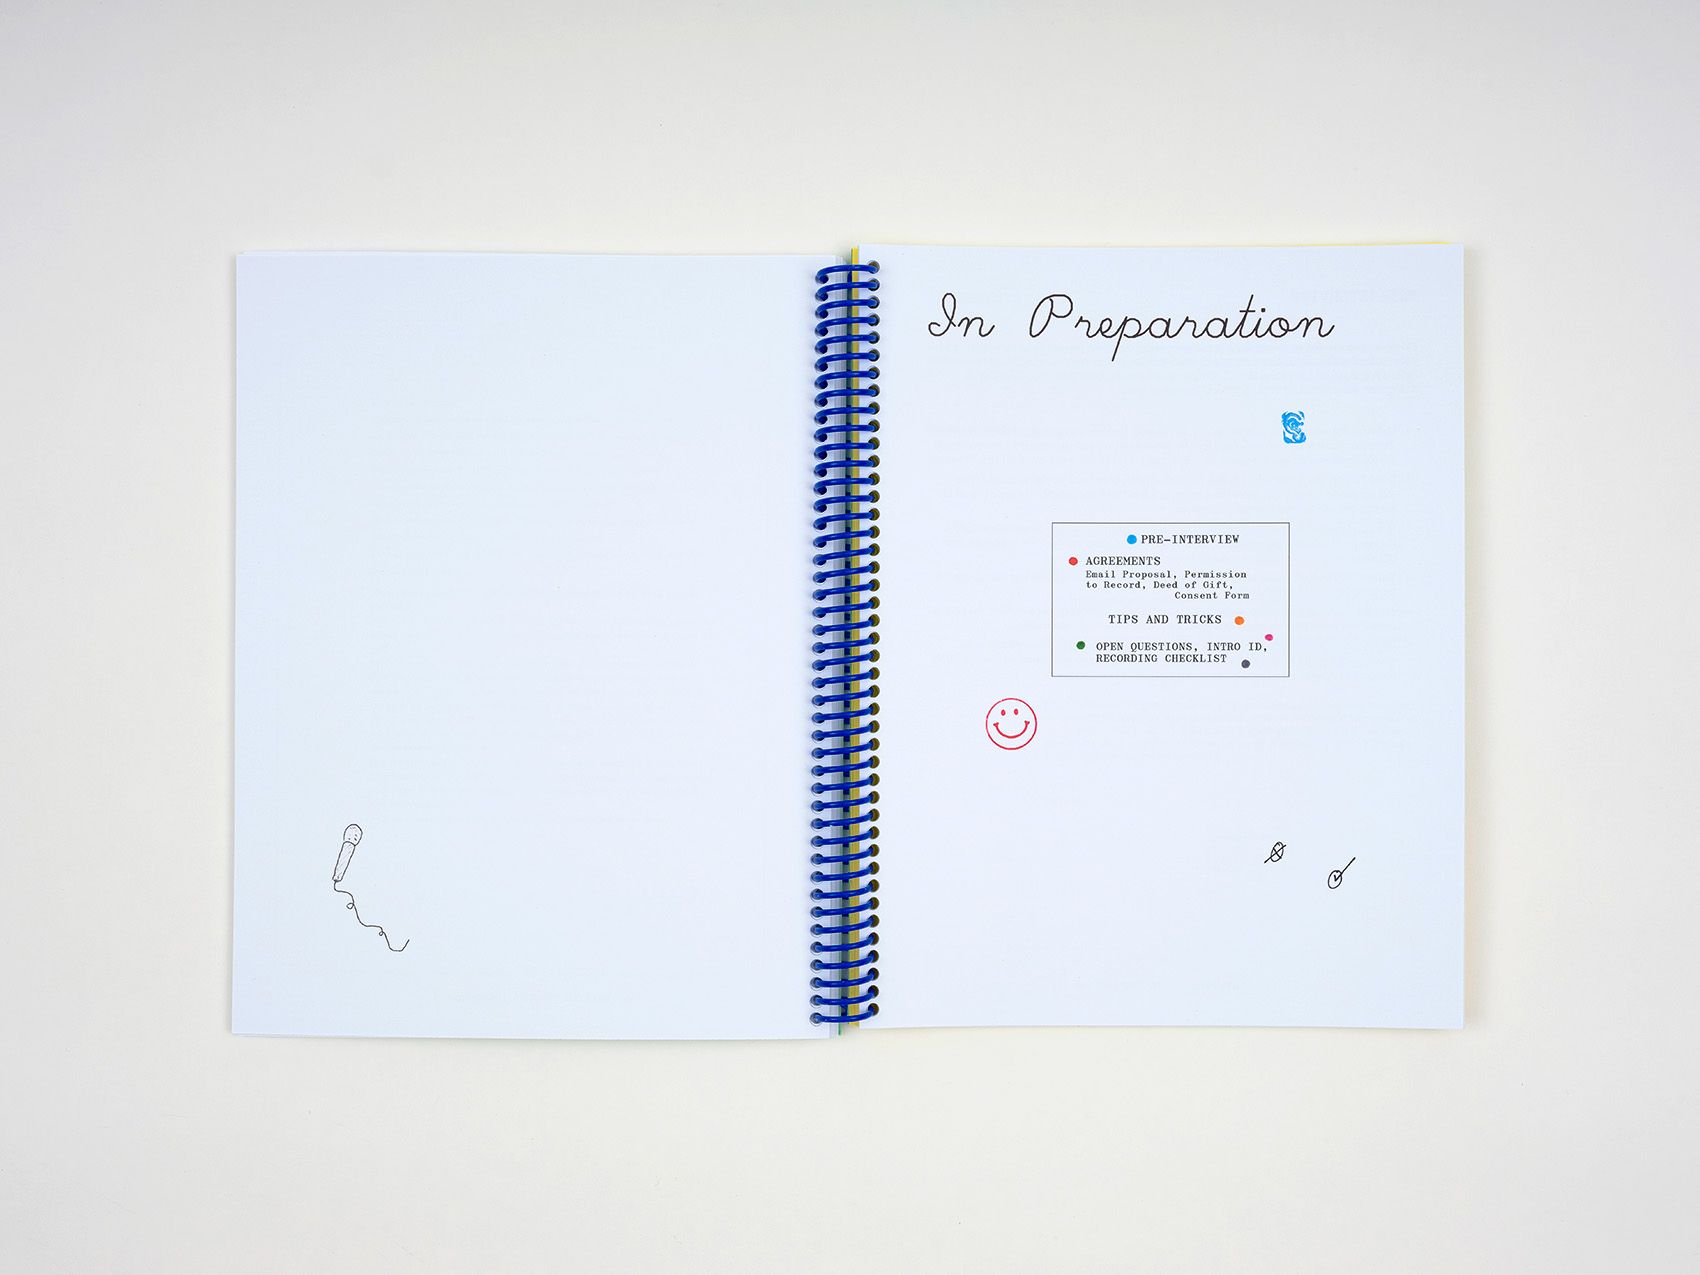 In Preparation
PRE-INTERVIEW
AGREEMENTS
Email Proposal, Permission
to Record, Deed of Gift,
Consent Form
TIPS AND TRICKS
OPEN QUESTIONS, INTRO ID,
RECORDING CHECKLIST